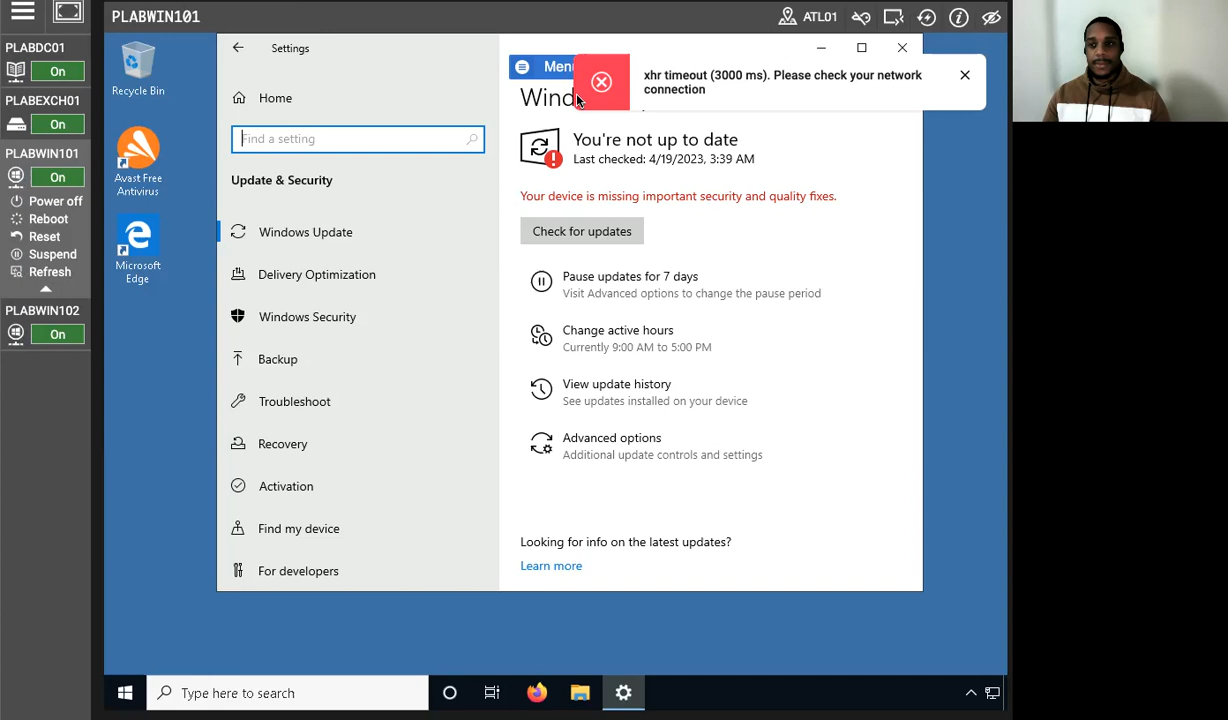 PLABWIN101
ATL01
PLABDC01
On
PLABEXCH01
On
PLABWIN101
On
Power off
Reboot
Reset
Suspend
Refresh
PLABWIN102
On
Recycle Bin
Avast Free
Antivirus
Microsoft
Edge
Settings
Home
Find a setting
Update & Security
Windows Update
Delivery Optimization
Windows Security
Backup
Troubleshoot
Recovery
Activation
Find my device
For developers
xhr timeout (3000 ms). Please check your network
connection
You're not up to date
Last checked: 4/19/2023, 3:39 AM
Your device is missing important security and quality fixes.
Check for updates
Pause updates for 7 days
Visit Advanced options to change the pause period
Change active hours
Currently 9:00 AM to 5:00 PM
View update history
See updates installed on your device
Advanced options
Additional update controls and settings
Looking for info on the latest updates?
Learn more
Type here to search